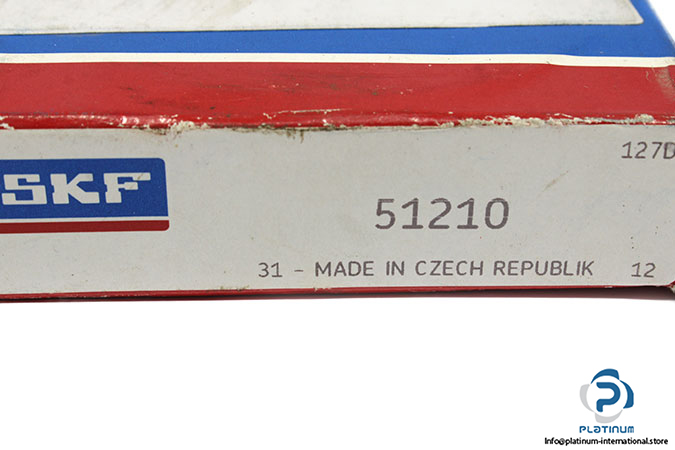 127D
SKF
51210
31 - MADE IN CZECH REPUBLIK 12
PLATINUM
Info@platinum-international.store